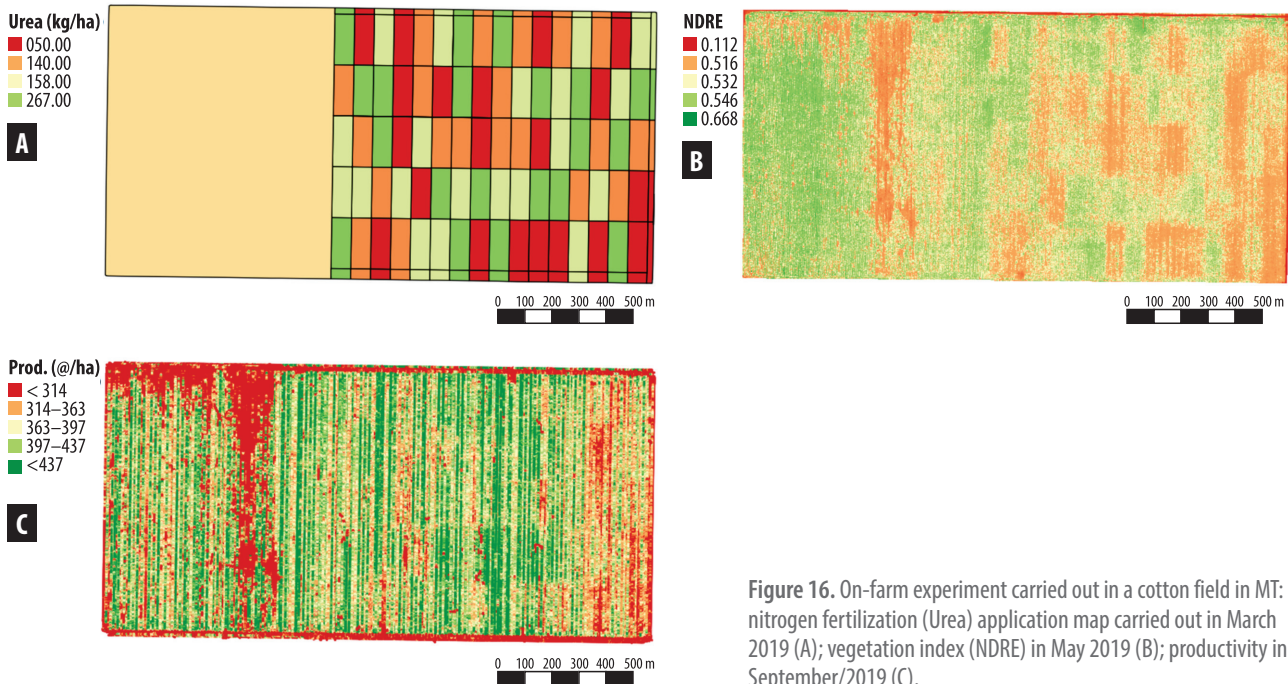 Urea (kg/ha)
050.00
140.00
158.00
267.00
A
0 100 200 300 400 500 m
NDRE
0.112
0.516
0.532
0.546
0.668
B
0 100 200 300 400 500 m
Prod. (@/ha)
< 314
314–363
363–397
397–437
<437
C
0 100 200 300 400 500 m
Figure 16. On-farm experiment carried out in a cotton field in MT:
nitrogen fertilization (Urea) application map carried out in March
2019 (A); vegetation index (NDRE) in May 2019 (B); productivity in
September/2019 (C).